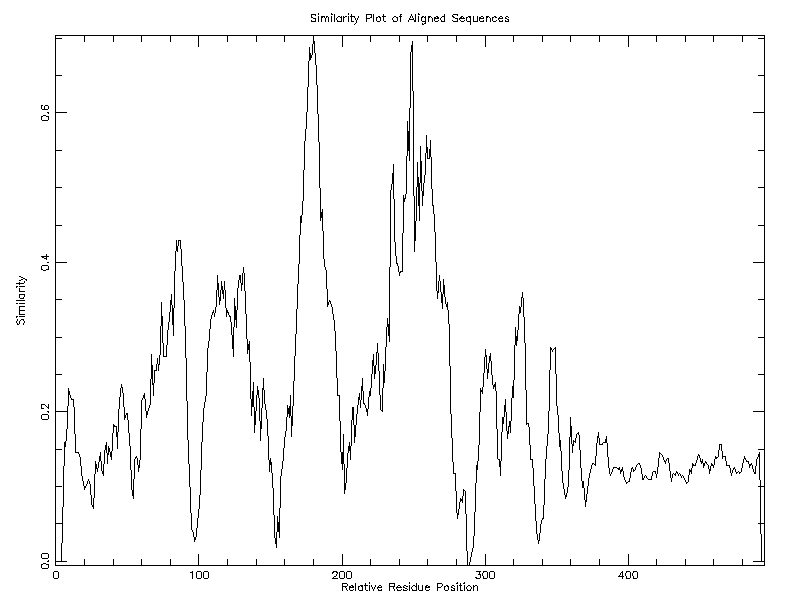 Similarity Plot of Aligned Sequences
0.6
0.4
Similarity
0.2
0.0
0 100 200 300 400
Relative Residue Position